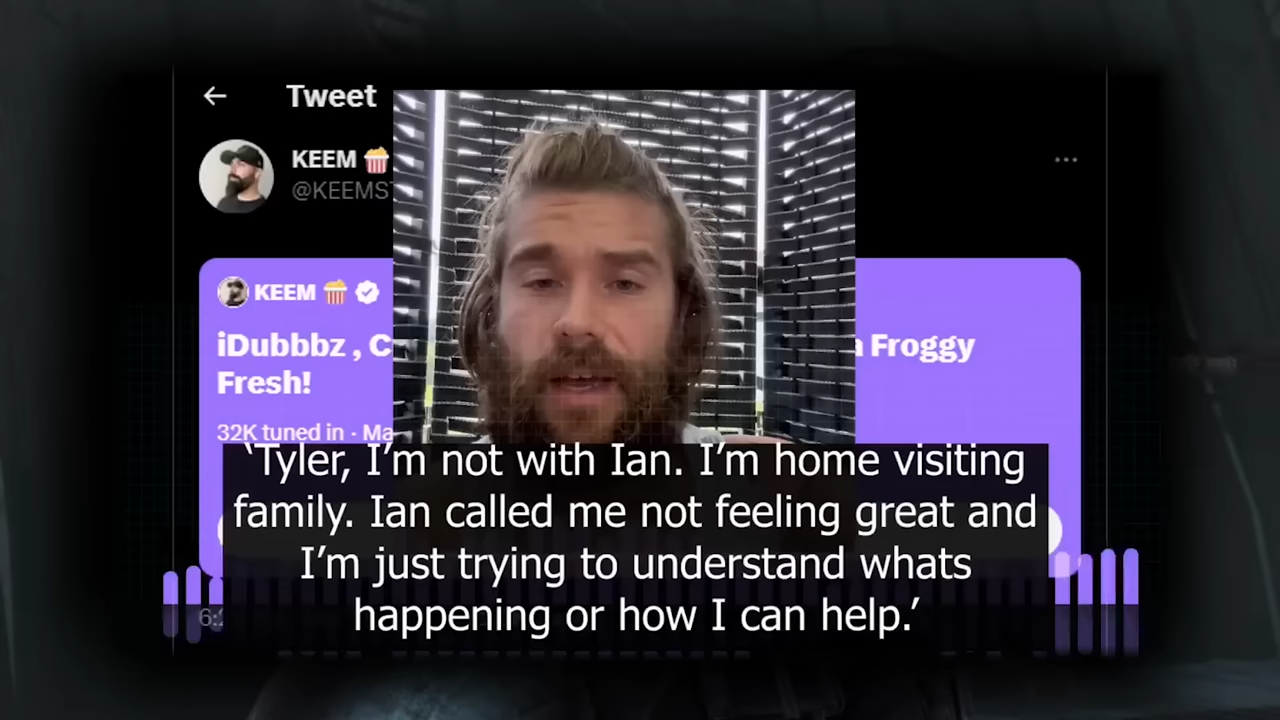 Tweet
KEEM 🍿
@KEEMS
KEEM 🍿
iDubbbz , C
a Froggy
Fresh!
32K tuned in · Ma
‘Tyler, I’m not with Ian. I’m home visiting
family. Ian called me not feeling great and
I’m just trying to understand whats
happening or how I can help.’